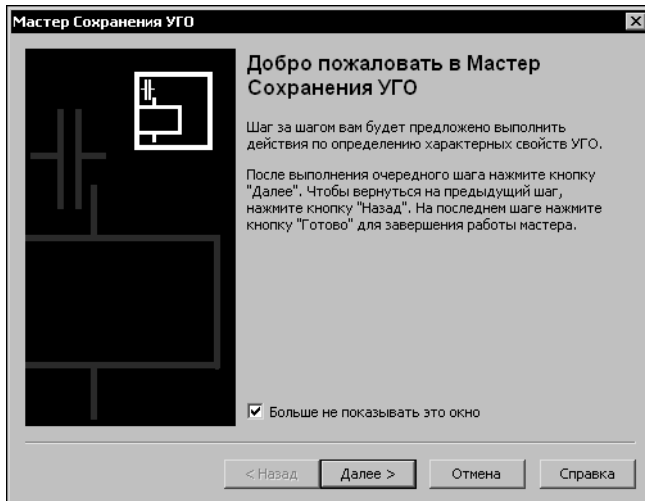 Мастер Сохранения УГО
Добро пожаловать в Мастер
Сохранения УГО
Шаг за шагом вам будет предложено выполнить
действия по определению характерных свойств УГО.
После выполнения очередного шага нажмите кнопку
"Далее". Чтобы вернуться на предыдущий шаг,
нажмите кнопку "Назад". На последнем шаге нажмите
кнопку "Готово" для завершения работы мастера.
Больше не показывать это окно
< Назад Далее > Отмена Справка